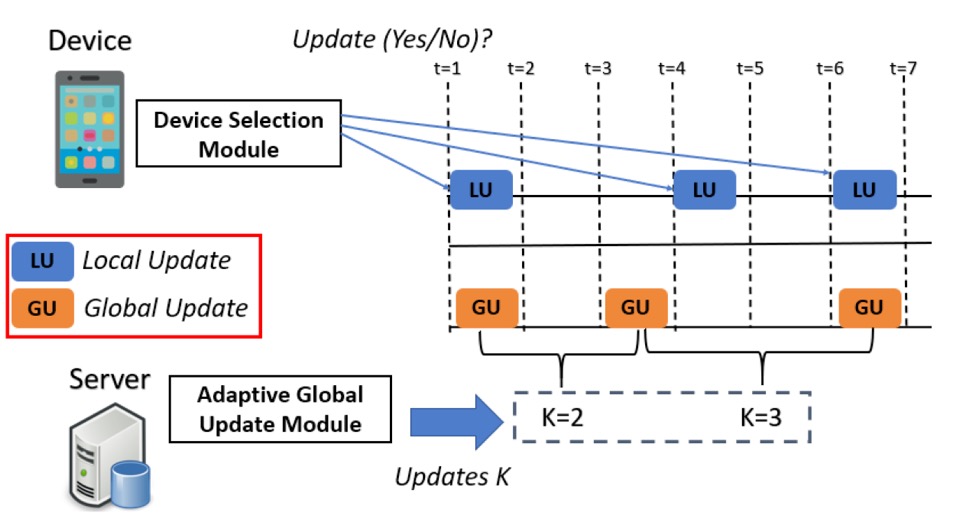 Device
Update (Yes/No)?
t=1 t=2 t=3 t=4 t=5 t=6 t=7
Device Selection
Module
LU LU LU
LU Local Update
GU Global Update
GU GU GU
Server
Adaptive Global
Update Module
K=2 K=3
Updates K